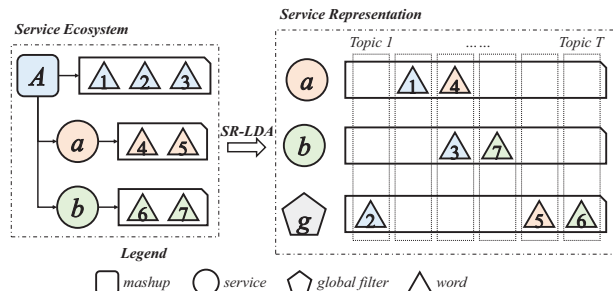 Service Ecosystem
A 1 2 3
a 4 5
b 6 7
SR-LDA
Service Representation
Topic 1 ...... Topic T
a 1 4
b 3 7
g 2 5 6
Legend
mashup service global filter word